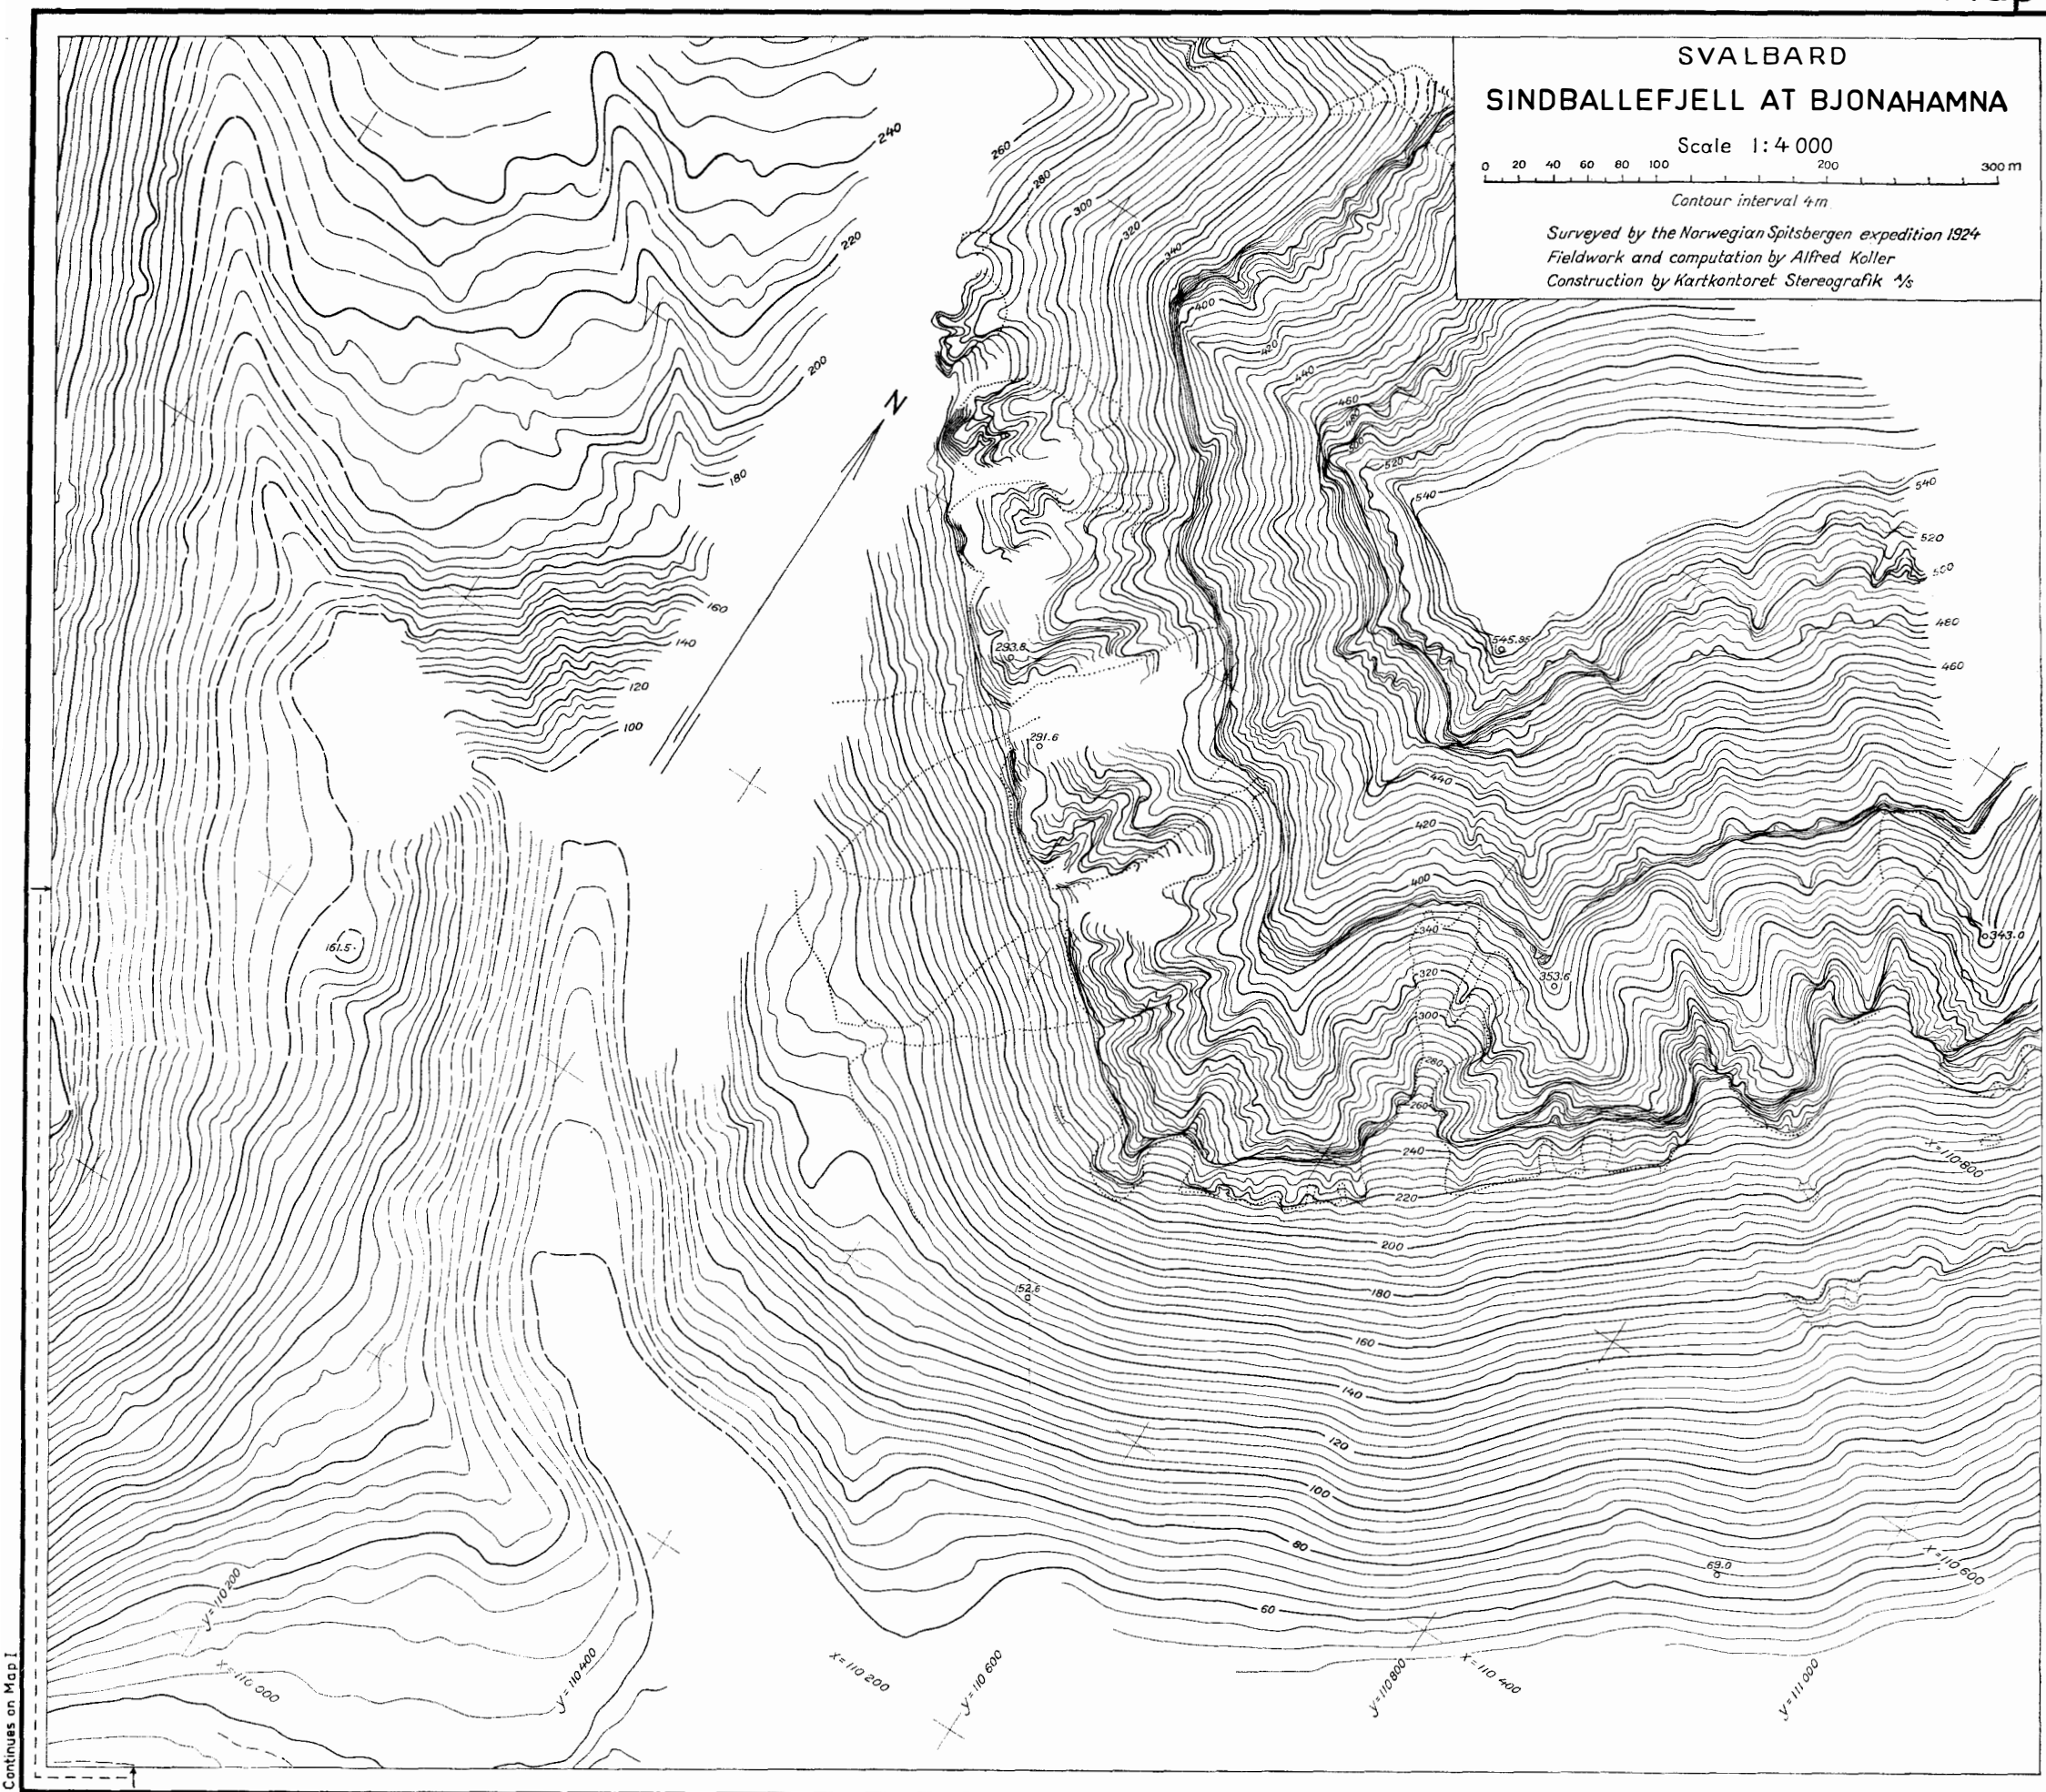 SVALBARD
SINDBALLEFJELL AT BJONAHAMNA
Scale 1:4 000
0 20 40 60 80 100 200 300 m
Contour interval 4 m
Surveyed by the Norwegian Spitsbergen expedition 1924
Fieldwork and computation by Alfred Koller
Construction by Kartkontoret Stereografik A/s
240
260
280
300
220
320
340
400
420
200
440
N
460
180
520
540
540
520
500
160
140
545.95
480
293.8
460
120
100
291.6
440
420
400
161.5
340
343.0
320
353.6
300
280
260
240
X=110 800
220
200
152.6
180
160
140
120
100
80
69.0
X=110 600
y=110 200
60
X=110 000
y=110 400
X=110 200
y=110 600
y=110 800
X=110 400
y=111 000
Continues on Map I